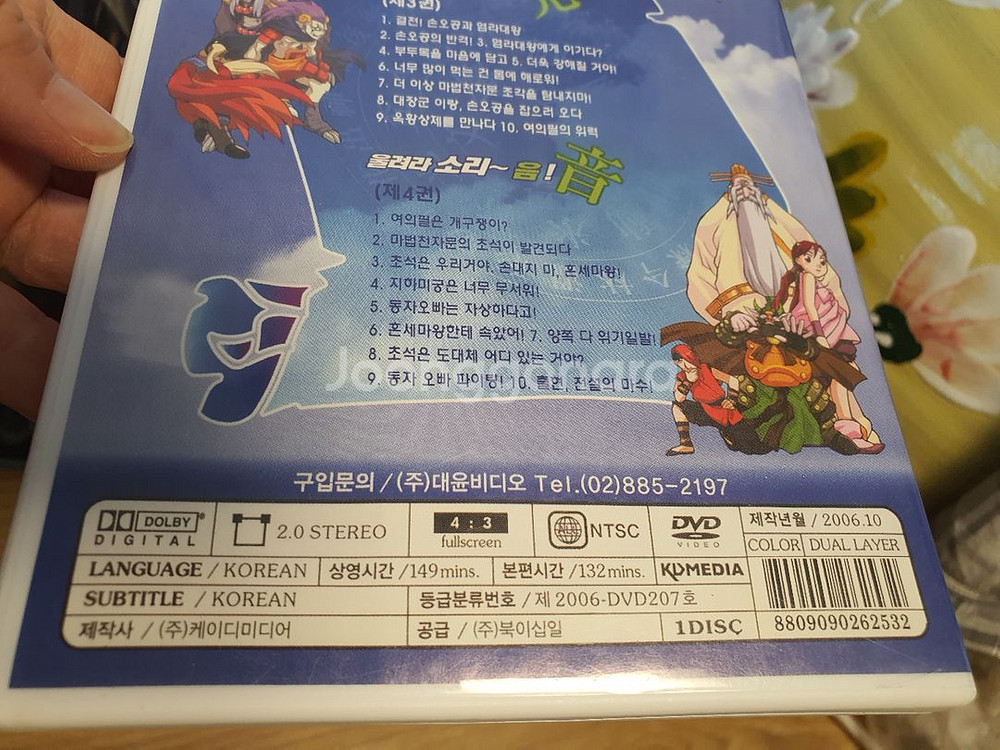 (제3권)
1. 결전! 손오공과 염라대왕
2. 손오공의 반격! 3. 염라대왕에게 이기다?
4. 부두목을 마음에 담고 5. 더욱 강해질 거야!
6. 너무 많이 먹는 건 몸에 해로워!
7. 더 이상 마법천자문 조각을 탐내지마!
8. 대장군 이랑, 손오공을 잡으러 오다
9. 옥황상제를 만나다 10. 여의필의 위력
울려라 소리~ 음! 音
(제4권)
1. 여의필은 개구쟁이?
2. 마법천자문의 초석이 발견되다
3. 초석은 우리거야, 손대지 마, 혼세마왕!
4. 지하미궁은 너무 무서워!
5. 동자오빠는 자상하다고!
6. 혼세마왕한테 속았어! 7. 양쪽 다 위기일발!
8. 초석은 도대체 어디 있는 거야?
9. 동자 오빠 파이팅! 10. 흡면, 전설의 마수!
Joonggonara
구입문의 / (주)대윤비디오 Tel.(02)885-2197
DOLBY DIGITAL 2.0 STEREO 4 : 3 fullscreen NTSC DVD VIDEO 제작년월 / 2006.10
COLOR DUAL LAYER
LANGUAGE / KOREAN 상영시간 /149mins. 본편시간 /132mins. KDMEDIA
SUBTITLE / KOREAN 등급분류번호 / 제 2006-DVD207호
제작사 / (주)케이디미디어 공급 / (주)북이십일 1DISC 8809090262532